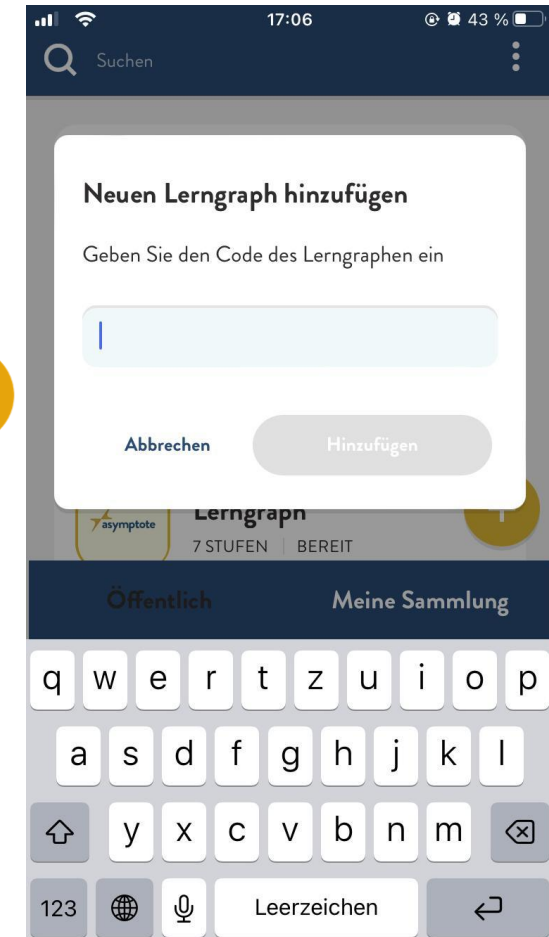 17:06
43 %
Suchen
Neuen Lerngraph hinzufügen
Geben Sie den Code des Lerngraphen ein
Abbrechen
Hinzufügen
asymptote
Lerngraph
7 STUFEN | BEREIT
Öffentlich
Meine Sammlung
q w e r t z u i o p
a s d f g h j k l
y x c v b n m
123
Leerzeichen